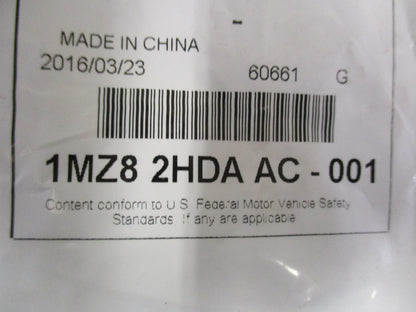 -
MADE IN CHINA
2016/03/23 60661 G
1MZ8 2HDA AC - 001
Content conform to U.S. Federal Motor Vehicle Safety
Standards. If any are applicable